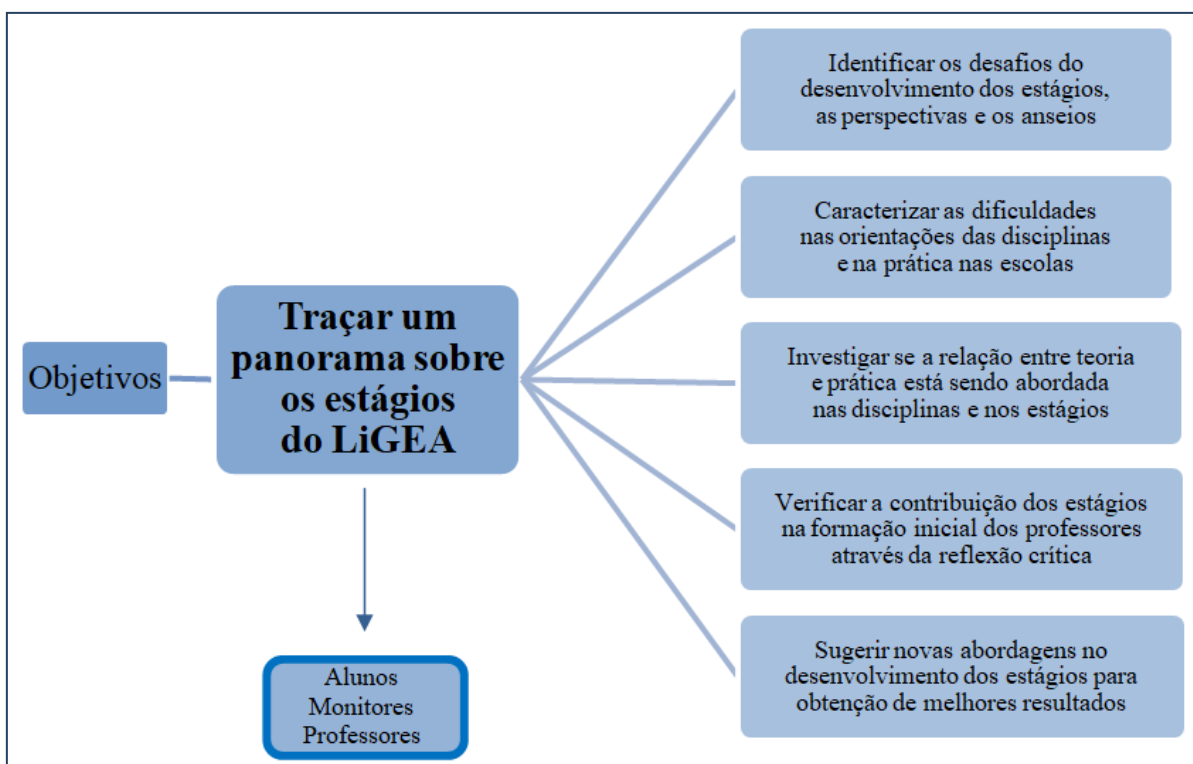 Objetivos
Traçar um
panorama sobre
os estágios
do LiGEA
Alunos
Monitores
Professores
Identificar os desafios do
desenvolvimento dos estágios,
as perspectivas e os anseios
Caracterizar as dificuldades
nas orientações das disciplinas
e na prática nas escolas
Investigar se a relação entre teoria
e prática está sendo abordada
nas disciplinas e nos estágios
Verificar a contribuição dos estágios
na formação inicial dos professores
através da reflexão crítica
Sugerir novas abordagens no
desenvolvimento dos estágios para
obtenção de melhores resultados